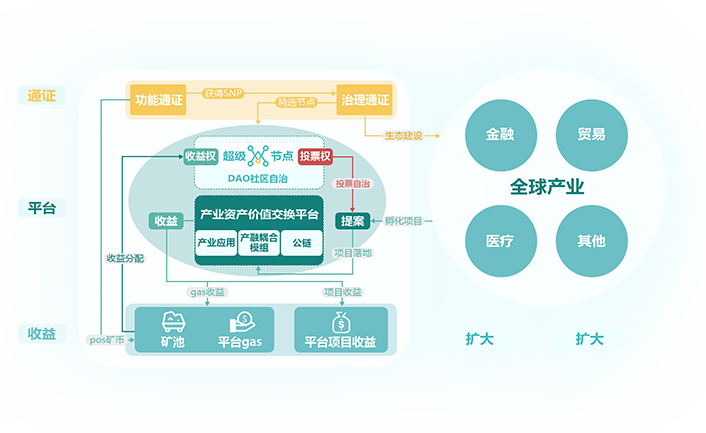 通证
功能通证
获得SNP
精选节点
治理通证
生态建设
平台
收益权
超级
节点
投票权
DAO社区自治
投票自治
收益
产业资产价值交换平台
产业应用
产融耦合
模组
公链
提案
孵化项目
项目落地
收益分配
gas收益
项目收益
收益
pos矿币
矿池
平台gas
平台项目收益
金融
贸易
全球产业
医疗
其他
扩大
扩大